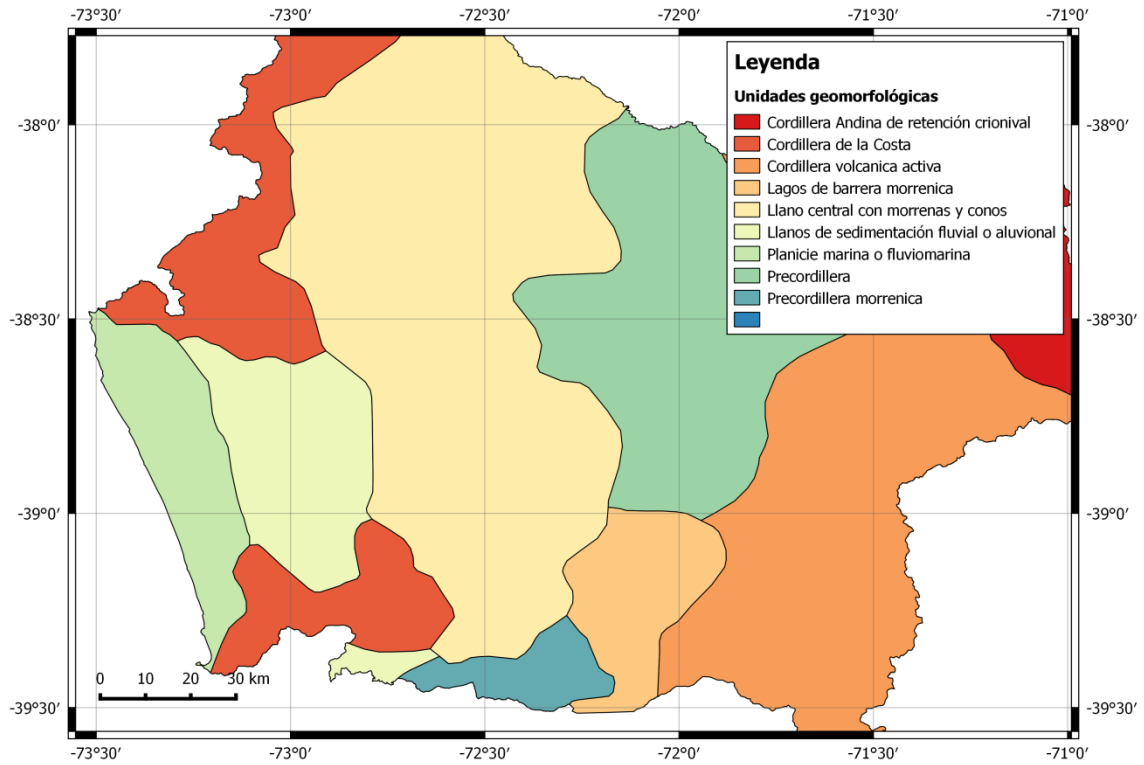 -73°30′ -73°0′ -72°30′ -72°0′ -71°30′ -71°0′
Leyenda
Unidades geomorfológicas
Cordillera Andina de retención crionival
-38°0′ -38°0′
Cordillera de la Costa
Cordillera volcanica activa
Lagos de barrera morrenica
Llano central con morrenas y conos
Llanos de sedimentación fluvial o aluvional
Planicie marina o fluviomarina
Precordillera
Precordillera morrenica
-38°30′ -38°30′
-39°0′ -39°0′
0 10 20 30 km
-39°30′ -39°30′
-73°30′ -73°0′ -72°30′ -72°0′ -71°30′ -71°0′